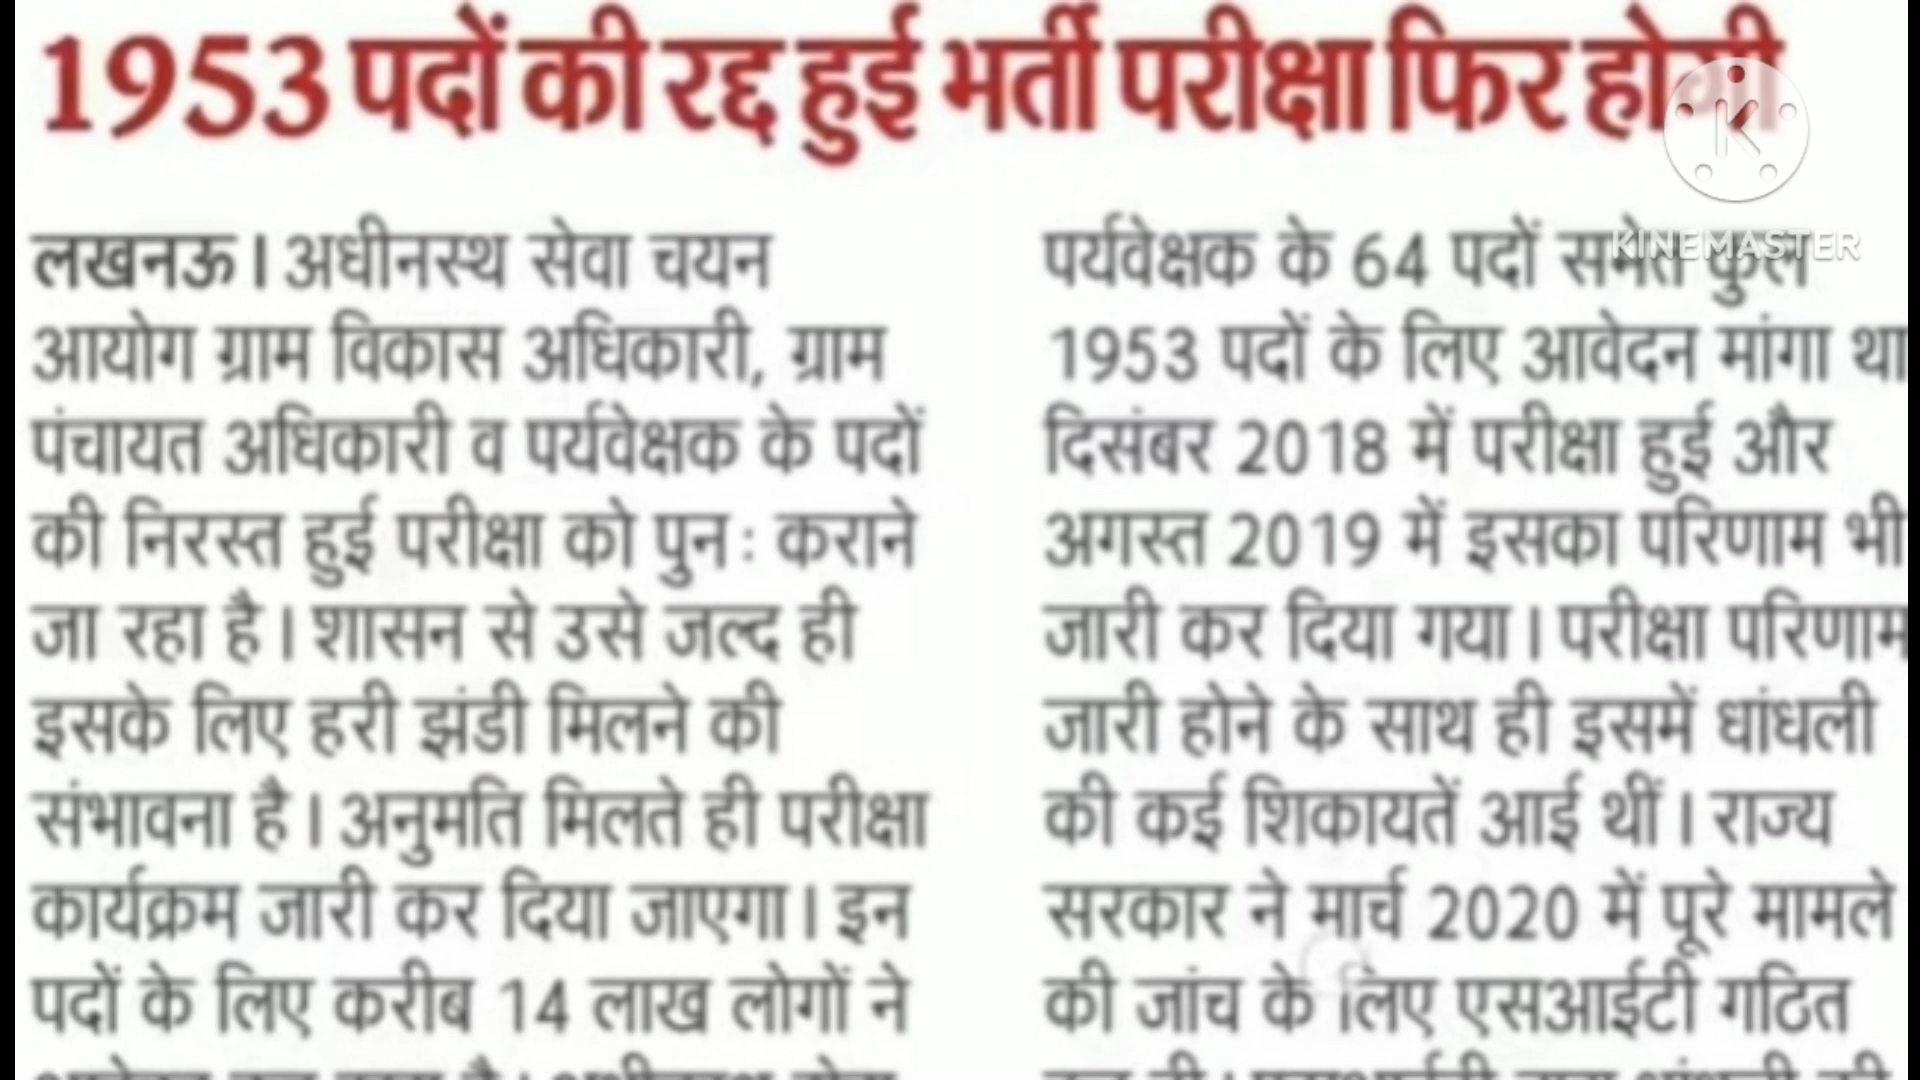 1953 पदों की रद्द हुई भर्ती परीक्षा फिर होगी
लखनऊ। अधीनस्थ सेवा चयन
आयोग ग्राम विकास अधिकारी, ग्राम
पंचायत अधिकारी व पर्यवेक्षक के पदों
की निरस्त हुई परीक्षा को पुनः कराने
जा रहा है। शासन से उसे जल्द ही
इसके लिए हरी झंडी मिलने की
संभावना है। अनुमति मिलते ही परीक्षा
कार्यक्रम जारी कर दिया जाएगा। इन
पदों के लिए करीब 14 लाख लोगों ने
पर्यवेक्षक के 64 पदों समेत कुल
1953 पदों के लिए आवेदन मांगा था
दिसंबर 2018 में परीक्षा हुई और
अगस्त 2019 में इसका परिणाम भी
जारी कर दिया गया। परीक्षा परिणाम
जारी होने के साथ ही इसमें धांधली
की कई शिकायतें आई थीं। राज्य
सरकार ने मार्च 2020 में पूरे मामले
की जांच के लिए एसआईटी गठित
K
KINEMASTER